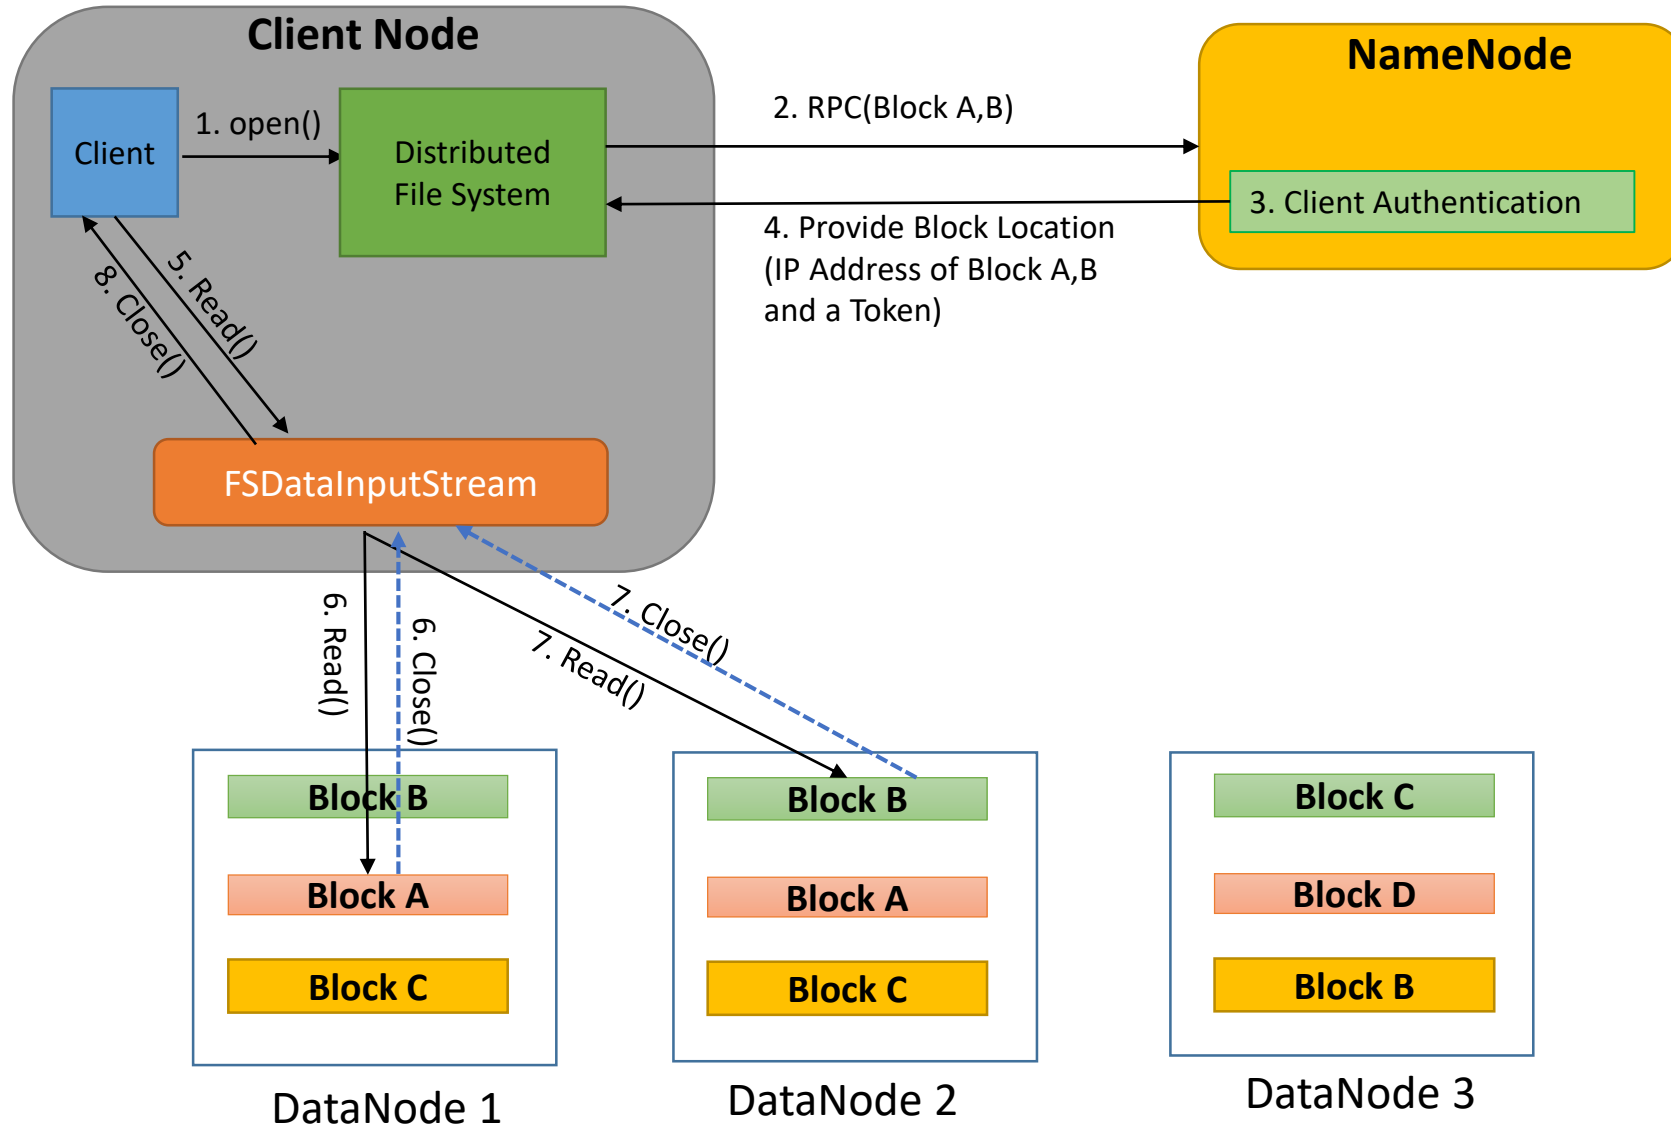 Client Node
NameNode
1. open()
2. RPC(Block A,B)
Client
Distributed
File System
3. Client Authentication
4. Provide Block Location
(IP Address of Block A,B
and a Token)
5. Read()
8. Close()
FSDataInputStream
6. Read()
6. Close()
7. Close()
7. Read()
Block B
Block A
Block C
DataNode 1
Block B
Block A
Block C
DataNode 2
Block C
Block D
Block B
DataNode 3